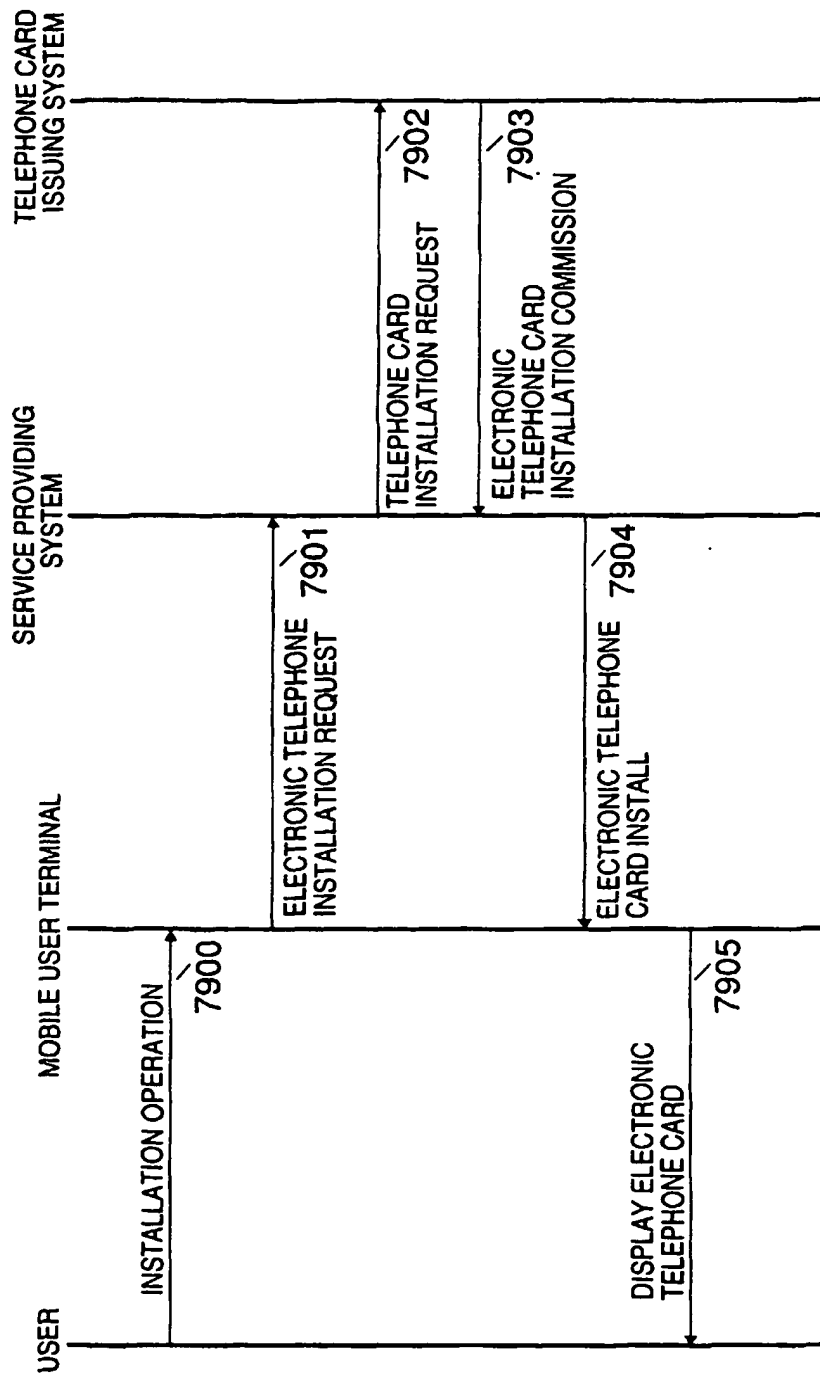 USER
MOBILE USER TERMINAL
SERVICE PROVIDING
SYSTEM
TELEPHONE CARD
ISSUING SYSTEM
INSTALLATION OPERATION
7900
ELECTRONIC TELEPHONE
INSTALLATION REQUEST
7901
TELEPHONE CARD
INSTALLATION REQUEST
7902
ELECTRONIC
TELEPHONE CARD
INSTALLATION COMMISSION
7903
ELECTRONIC TELEPHONE
CARD INSTALL
7904
DISPLAY ELECTRONIC
TELEPHONE CARD
7905